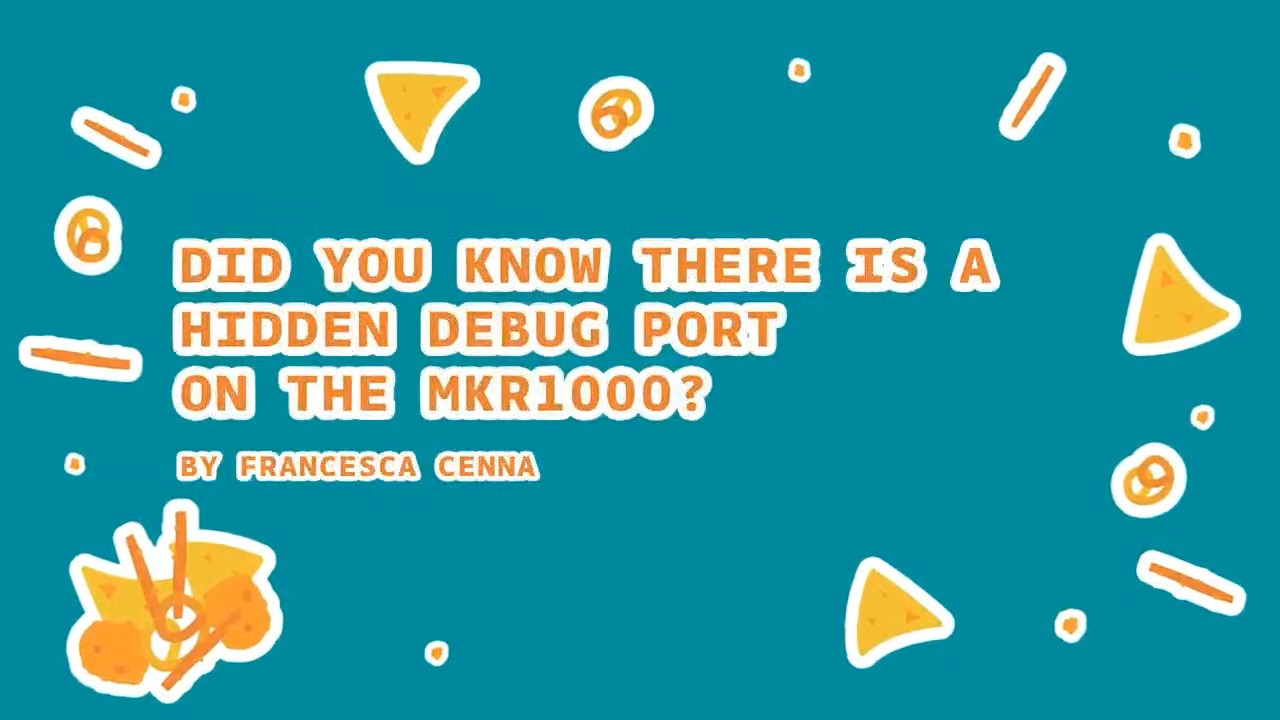 DID YOU KNOW THERE IS A
HIDDEN DEBUG PORT
ON THE MKR1000?
BY FRANCESCA CENNA